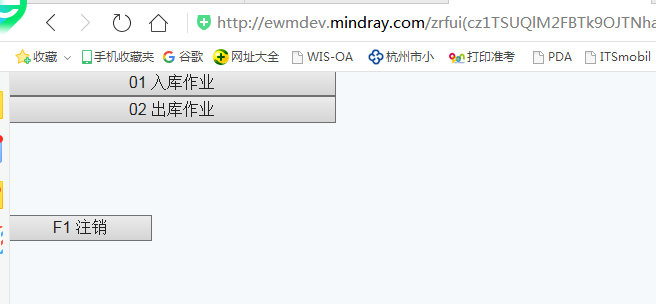 http://ewmdev.mindray.com/zrfui(cz1TSUQlM2FBTk9OJTNha
收藏 手机收藏夹 谷歌 网址大全 WIS-OA 杭州市小 打印准考 PDA ITSmobil
01 入库作业
02 出库作业
F1 注销